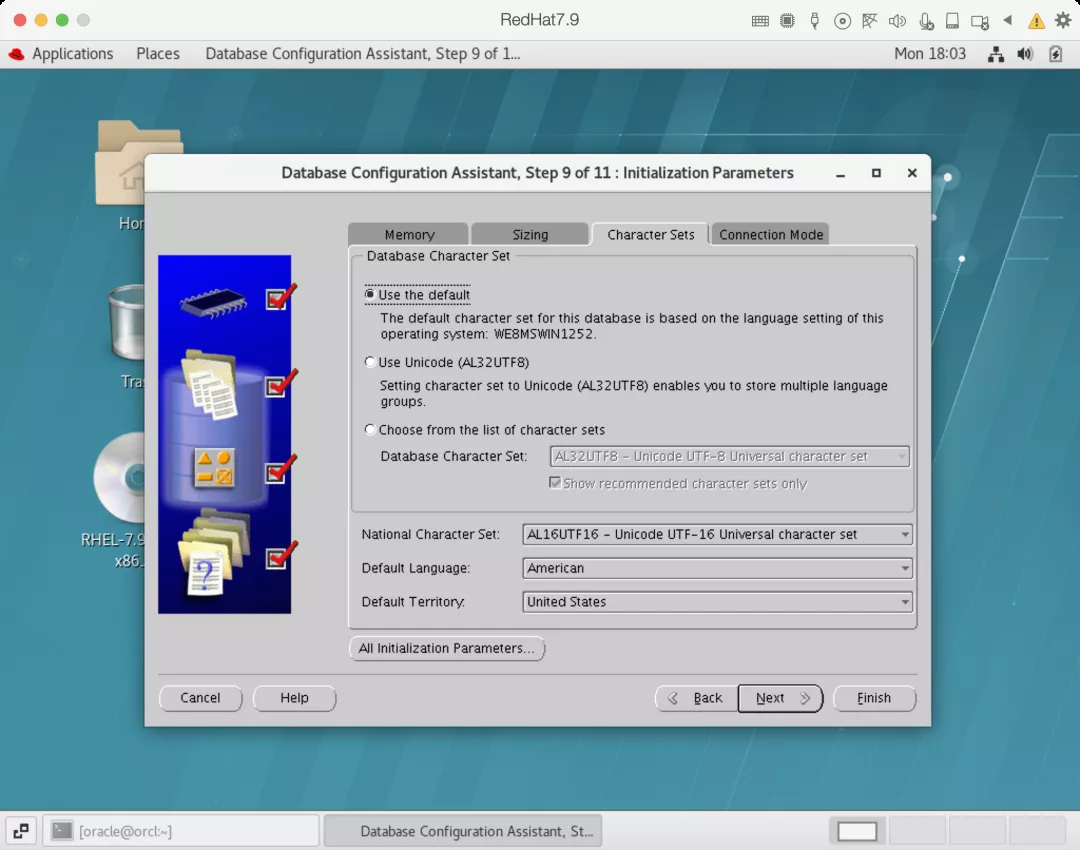 RedHat7.9
Applications Places Database Configuration Assistant, Step 9 of 1... Mon 18:03
Database Configuration Assistant, Step 9 of 11 : Initialization Parameters
Memory Sizing Character Sets Connection Mode
Database Character Set
Use the default
The default character set for this database is based on the language setting of this
operating system: WE8MSWIN1252.
Use Unicode (AL32UTF8)
Setting character set to Unicode (AL32UTF8) enables you to store multiple language
groups.
Choose from the list of character sets
Database Character Set: AL32UTF8 - Unicode UTF-8 Universal character set
Show recommended character sets only
National Character Set: AL16UTF16 - Unicode UTF-16 Universal character set
Default Language: American
Default Territory: United States
All Initialization Parameters...
Cancel Help Back Next Finish
Hor
Tra
RHEL-7.9
x86_
?
[oracle@orcl:~] Database Configuration Assistant, St...